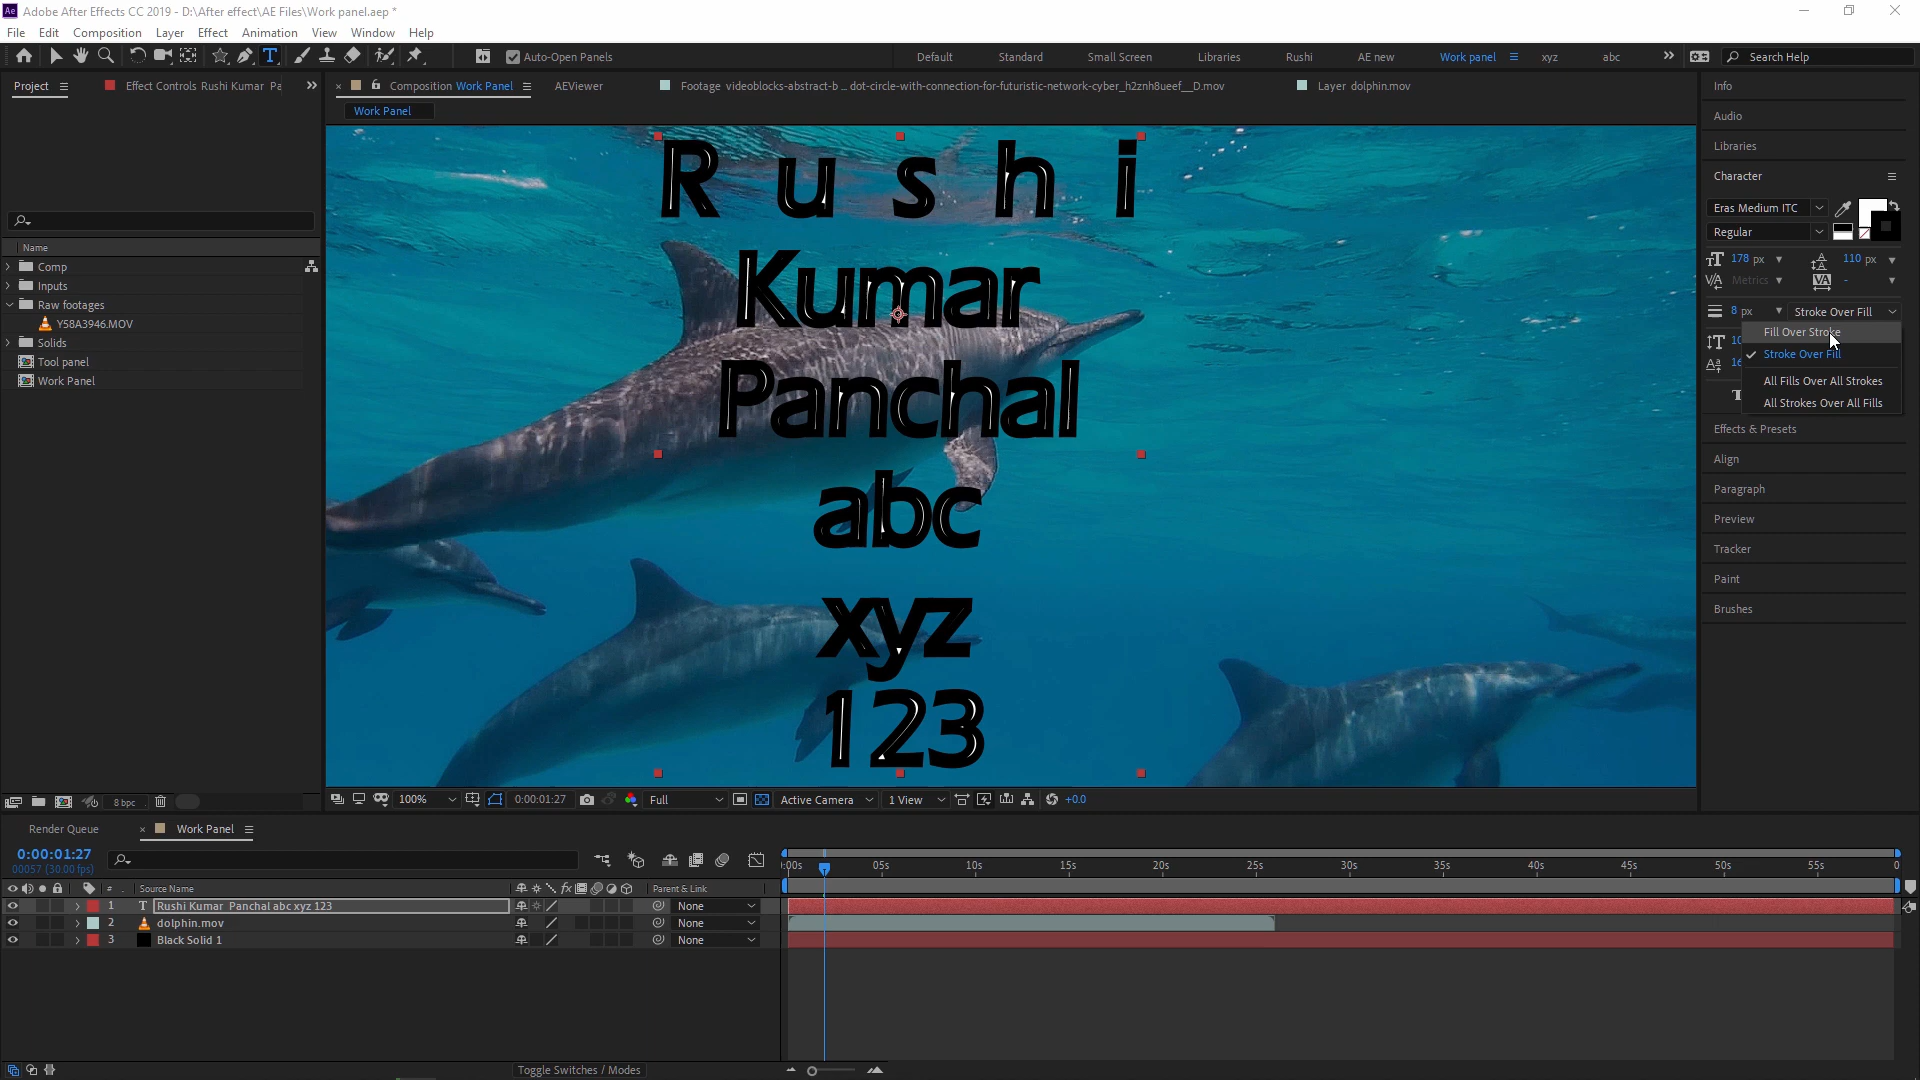 Adobe After Effects CC 2019 - D:\After effect\AE Files\Work panel.aep *
File Edit Composition Layer Effect Animation View Window Help
Auto-Open Panels Default Standard Small Screen Libraries Rushi AE new Work panel xyz abc Search Help
Project Effect Controls Rushi Kumar Pa
Composition Work Panel AEViewer Footage videoblocks-abstract-b ... dot-circle-with-connection-for-futuristic-network-cyber_h2znh8ueef__D.mov Layer dolphin.mov
Work Panel
Name
Comp
Inputs
Raw footages
Y58A3946.MOV
Solids
Tool panel
Work Panel
8 bpc
R u s h i
Kumar
Panchal
abc
xyz
123
100% 0:00:01:27 Full Active Camera 1 View +0.0
Info
Audio
Libraries
Character
Eras Medium ITC
Regular
178 px 110 px
Metrics -
8 px Stroke Over Fill
Fill Over Stroke
Stroke Over Fill
All Fills Over All Strokes
All Strokes Over All Fills
Effects & Presets
Align
Paragraph
Preview
Tracker
Paint
Brushes
Render Queue Work Panel
0:00:01:27
00057 (30.00 fps)
:00s 05s 10s 15s 20s 25s 30s 35s 40s 45s 50s 55s 0
# Source Name Parent & Link
1 T Rushi Kumar Panchal abc xyz 123 None
2 dolphin.mov None
3 Black Solid 1 None
Toggle Switches / Modes